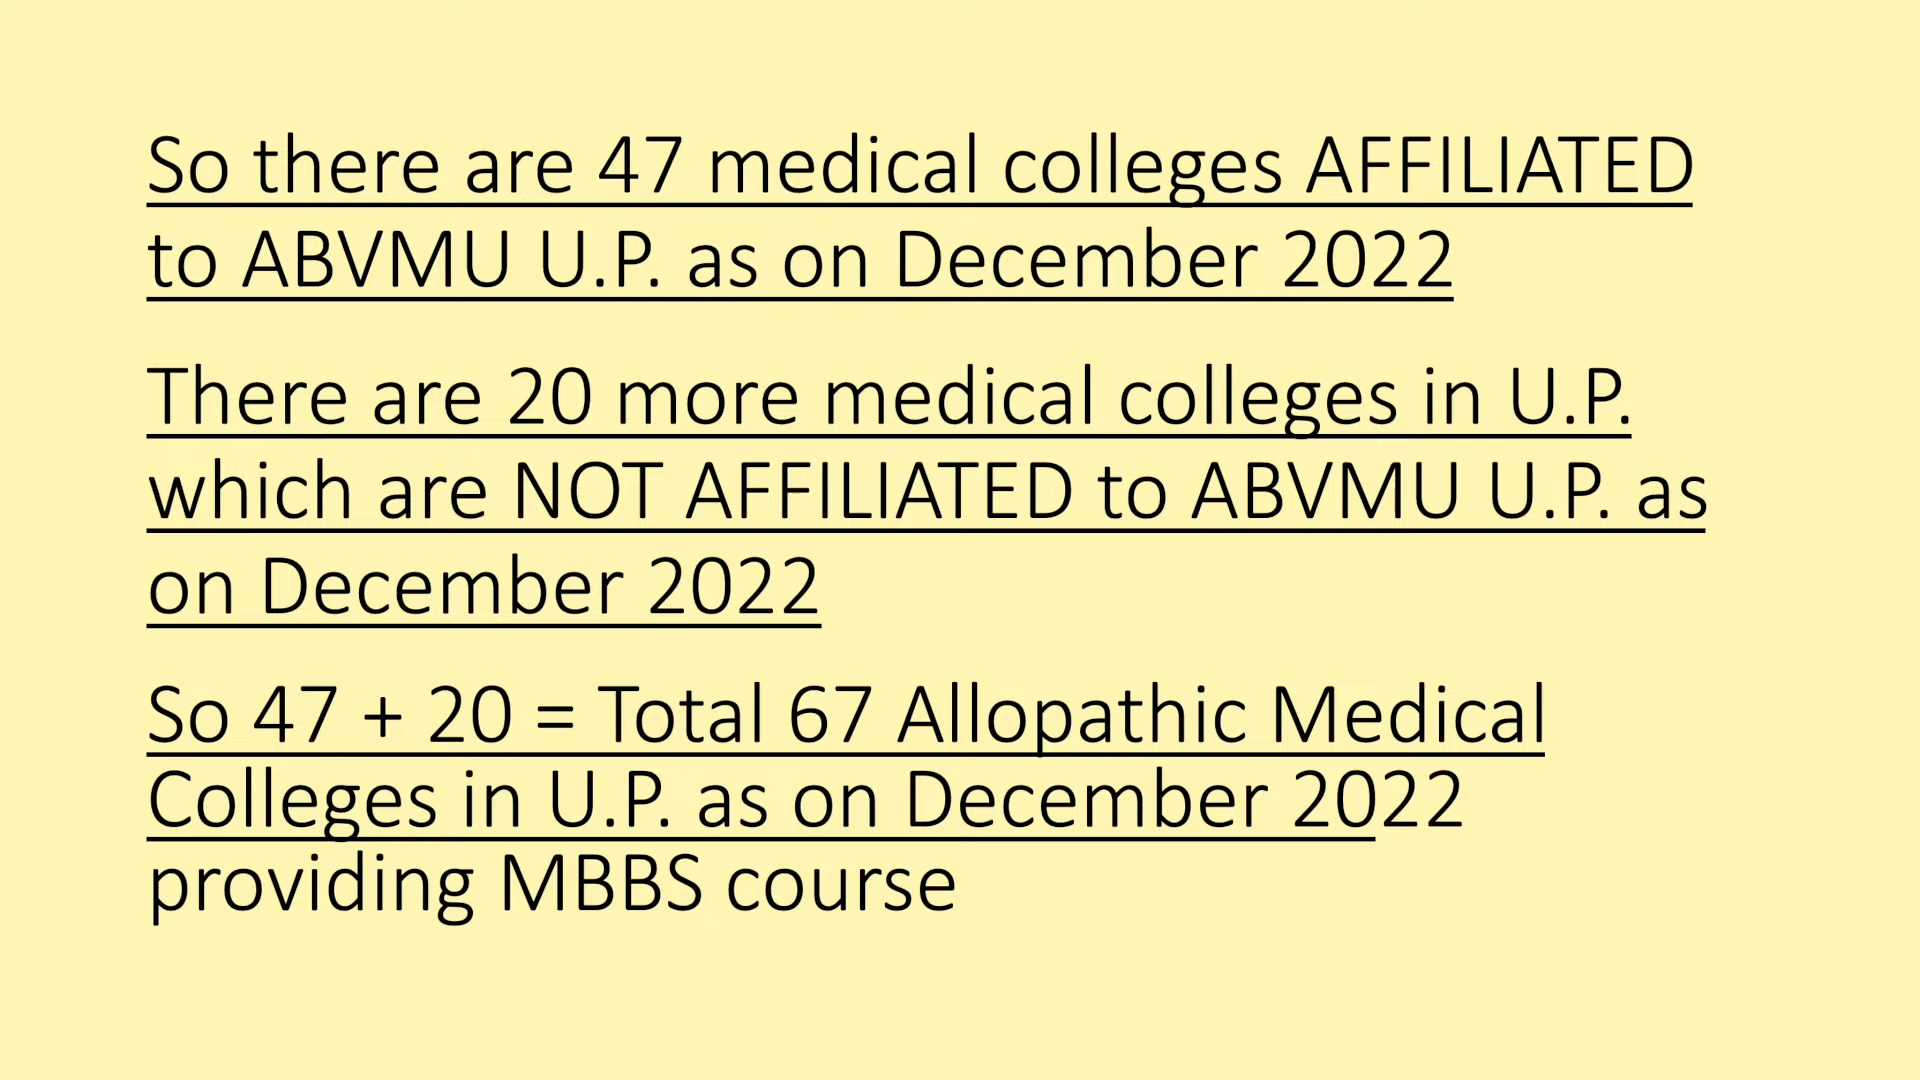 So there are 47 medical colleges AFFILIATED
to ABVMU U.P. as on December 2022
There are 20 more medical colleges in U.P.
which are NOT AFFILIATED to ABVMU U.P. as
on December 2022
So 47 + 20 = Total 67 Allopathic Medical
Colleges in U.P. as on December 2022
providing MBBS course